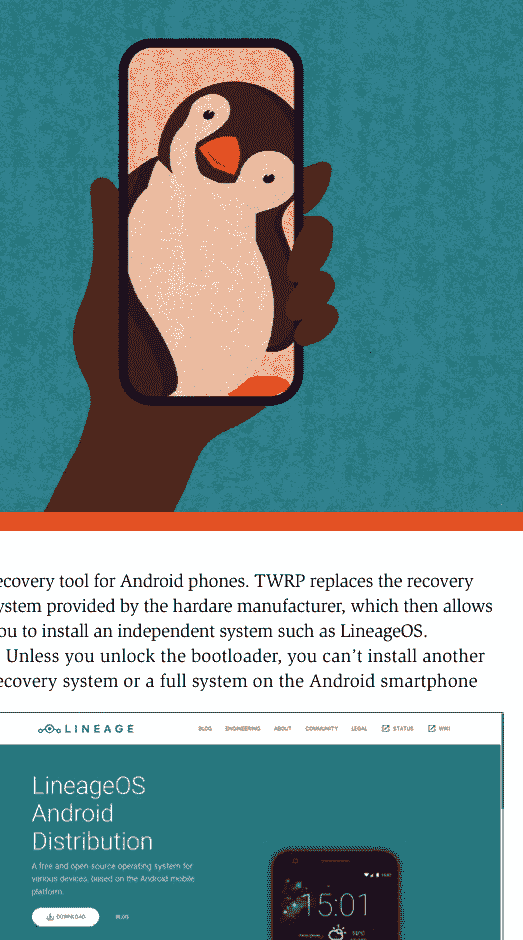 ecovery tool for Android phones. TWRP replaces the recovery
ystem provided by the hardare manufacturer, which then allows
ou to install an independent system such as LineageOS.
Unless you unlock the bootloader, you can't install another
ecovery system or a full system on the Android smartphone
LINEAGE BLOG ENGINEERING ABOUT COMMUNITY LEGAL STATUS WIKI
LineageOS
Android
Distribution
A free and open source operating system for
various devices, based on the Android mobile
platform.
DOWNLOAD BLOG
15:01